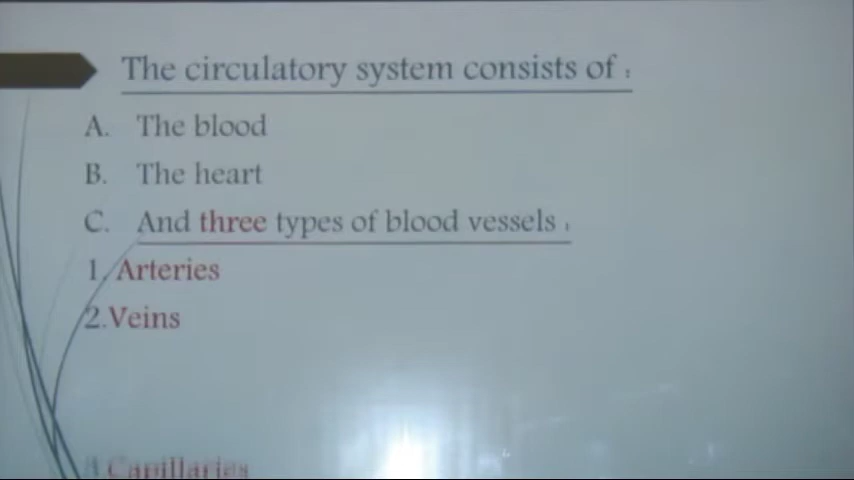 The circulatory system consists of :
A. The blood
B. The heart
C. And three types of blood vessels :
1. Arteries
2.Veins
Capillaries